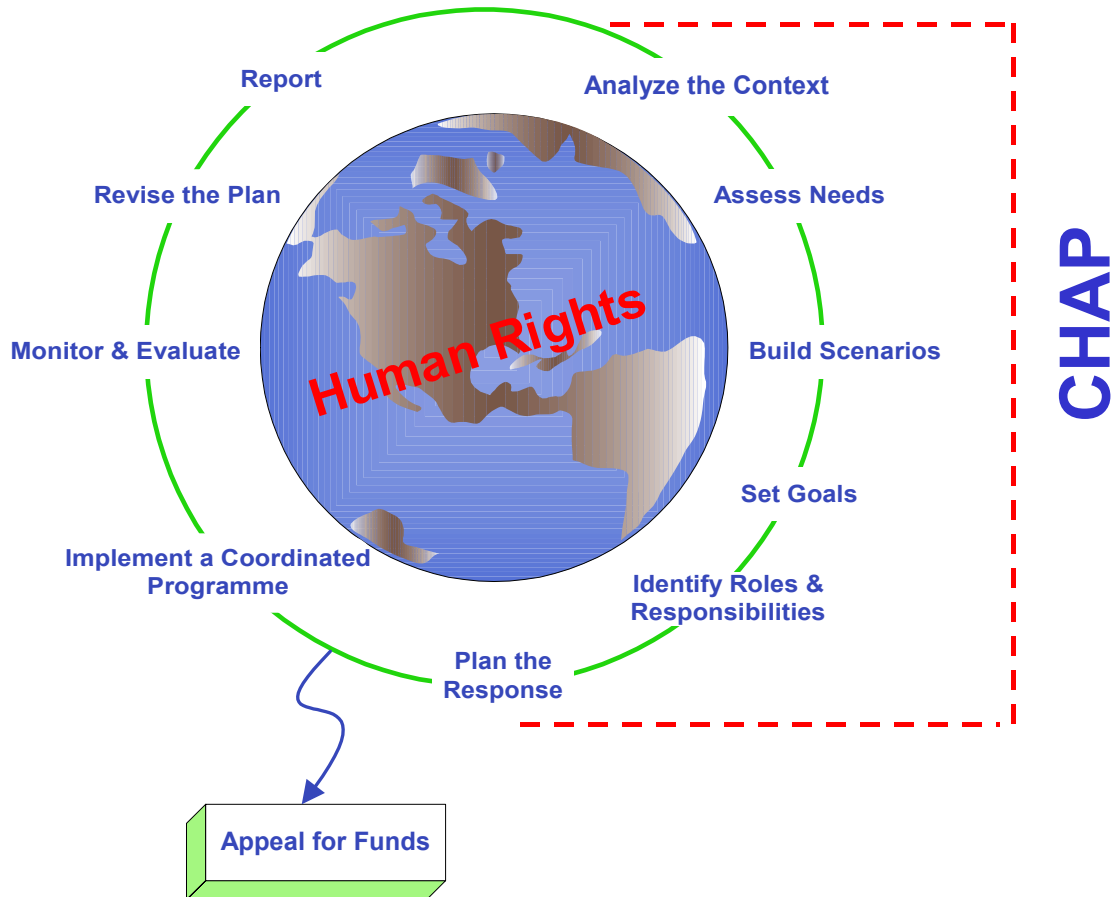 Report
Analyze the Context
Revise the Plan
Assess Needs
CHAP
Human Rights
Monitor & Evaluate
Build Scenarios
Set Goals
Implement a Coordinated
Programme
Identify Roles &
Responsibilities
Plan the
Response
Appeal for Funds